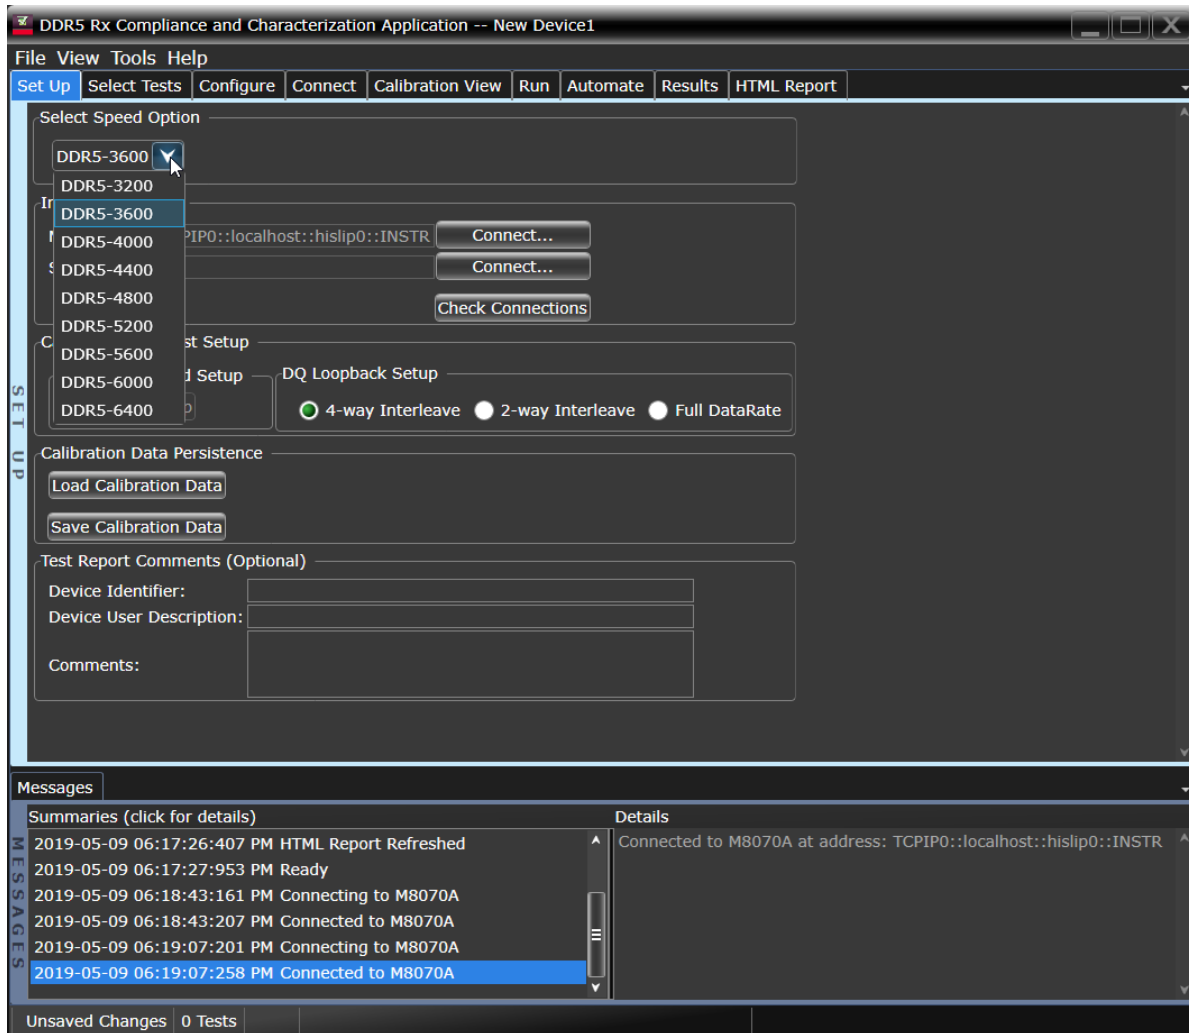 DDR5 Rx Compliance and Characterization Application -- New Device1
File View Tools Help
Set Up Select Tests Configure Connect Calibration View Run Automate Results HTML Report
Select Speed Option
DDR5-3600
DDR5-3200
DDR5-3600
DDR5-4000
DDR5-4400
DDR5-4800
DDR5-5200
DDR5-5600
DDR5-6000
DDR5-6400
PIP0::localhost::hislip0::INSTR Connect...
Connect...
Check Connections
st Setup
Setup
DQ Loopback Setup
4-way Interleave 2-way Interleave Full DataRate
SET UP
Calibration Data Persistence
Load Calibration Data
Save Calibration Data
Test Report Comments (Optional)
Device Identifier:
Device User Description:
Comments:
Messages
MESSAGES
Summaries (click for details)
2019-05-09 06:17:26:407 PM HTML Report Refreshed
2019-05-09 06:17:27:953 PM Ready
2019-05-09 06:18:43:161 PM Connecting to M8070A
2019-05-09 06:18:43:207 PM Connected to M8070A
2019-05-09 06:19:07:201 PM Connecting to M8070A
2019-05-09 06:19:07:258 PM Connected to M8070A
Details
Connected to M8070A at address: TCPIP0::localhost::hislip0::INSTR
Unsaved Changes 0 Tests